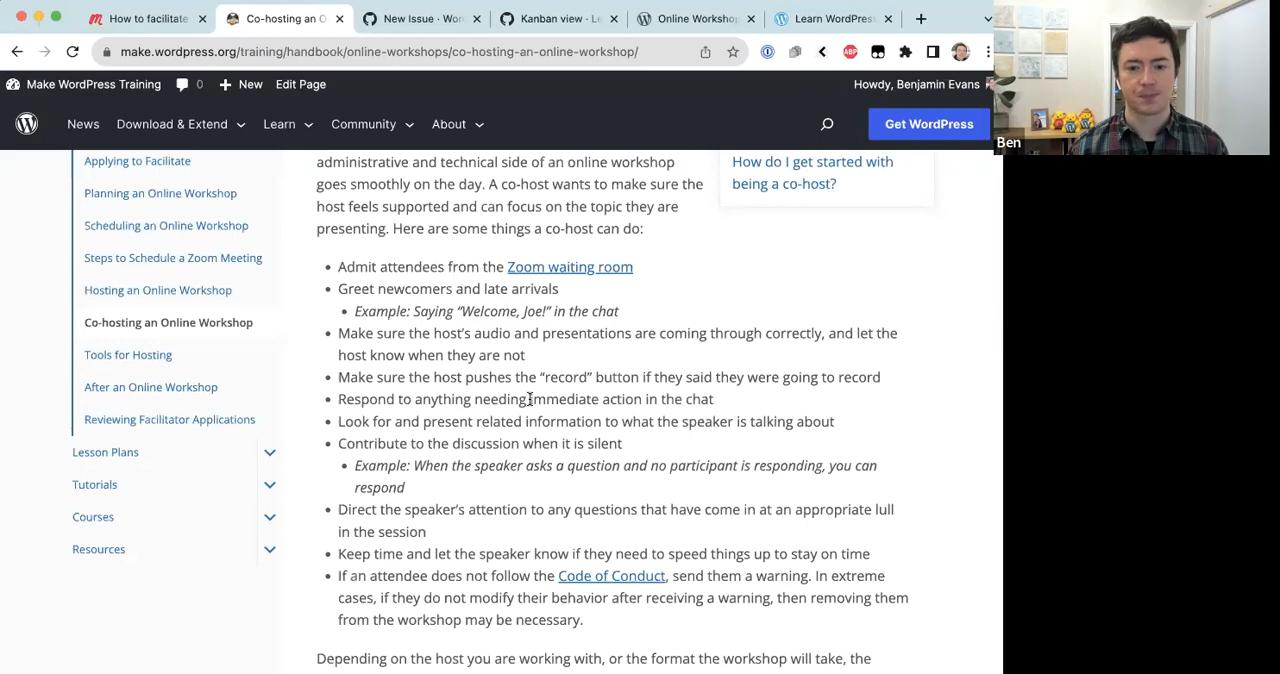 How to facilitate
Co-hosting an O
New Issue · Wor
Kanban view · Le
Online Workshop
Learn WordPress
make.wordpress.org/training/handbook/online-workshops/co-hosting-an-online-workshop/
ABP
Make WordPress Training 0 New Edit Page Howdy, Benjamin Evans
News Download & Extend Learn Community About Get WordPress
Ben
Applying to Facilitate
Planning an Online Workshop
Scheduling an Online Workshop
Steps to Schedule a Zoom Meeting
Hosting an Online Workshop
Co-hosting an Online Workshop
Tools for Hosting
After an Online Workshop
Reviewing Facilitator Applications
Lesson Plans
Tutorials
Courses
Resources
administrative and technical side of an online workshop
goes smoothly on the day. A co-host wants to make sure the
host feels supported and can focus on the topic they are
presenting. Here are some things a co-host can do:
How do I get started with
being a co-host?
• Admit attendees from the Zoom waiting room
• Greet newcomers and late arrivals
• Example: Saying “Welcome, Joe!” in the chat
• Make sure the host’s audio and presentations are coming through correctly, and let the
host know when they are not
• Make sure the host pushes the “record” button if they said they were going to record
• Respond to anything needing immediate action in the chat
• Look for and present related information to what the speaker is talking about
• Contribute to the discussion when it is silent
• Example: When the speaker asks a question and no participant is responding, you can
respond
• Direct the speaker’s attention to any questions that have come in at an appropriate lull
in the session
• Keep time and let the speaker know if they need to speed things up to stay on time
• If an attendee does not follow the Code of Conduct, send them a warning. In extreme
cases, if they do not modify their behavior after receiving a warning, then removing them
from the workshop may be necessary.
Depending on the host you are working with, or the format the workshop will take, the